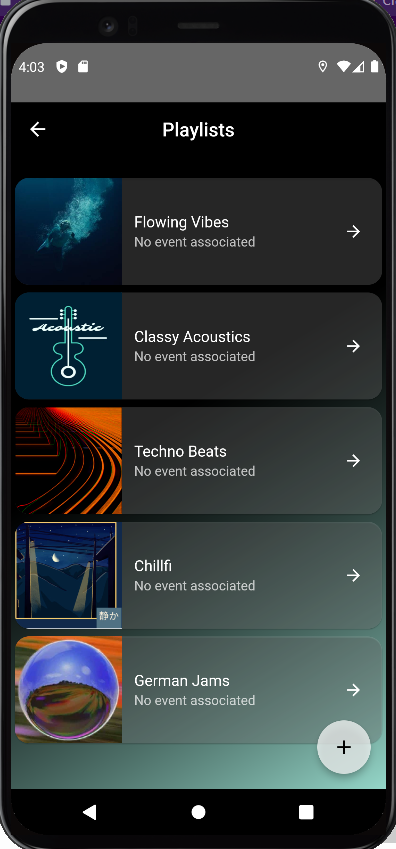 4:03
Playlists
Flowing Vibes
No event associated
Acoustic
Classy Acoustics
No event associated
Techno Beats
No event associated
静か
Chillfi
No event associated
German Jams
No event associated